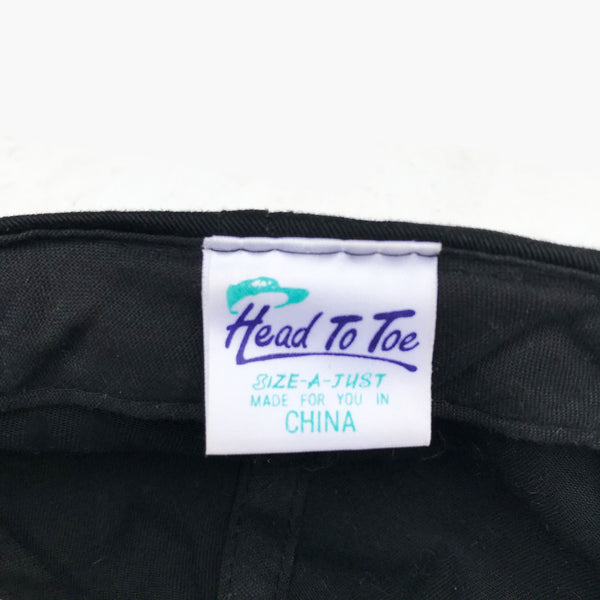 Head To Toe
SIZE-A-JUST
MADE FOR YOU IN
CHINA